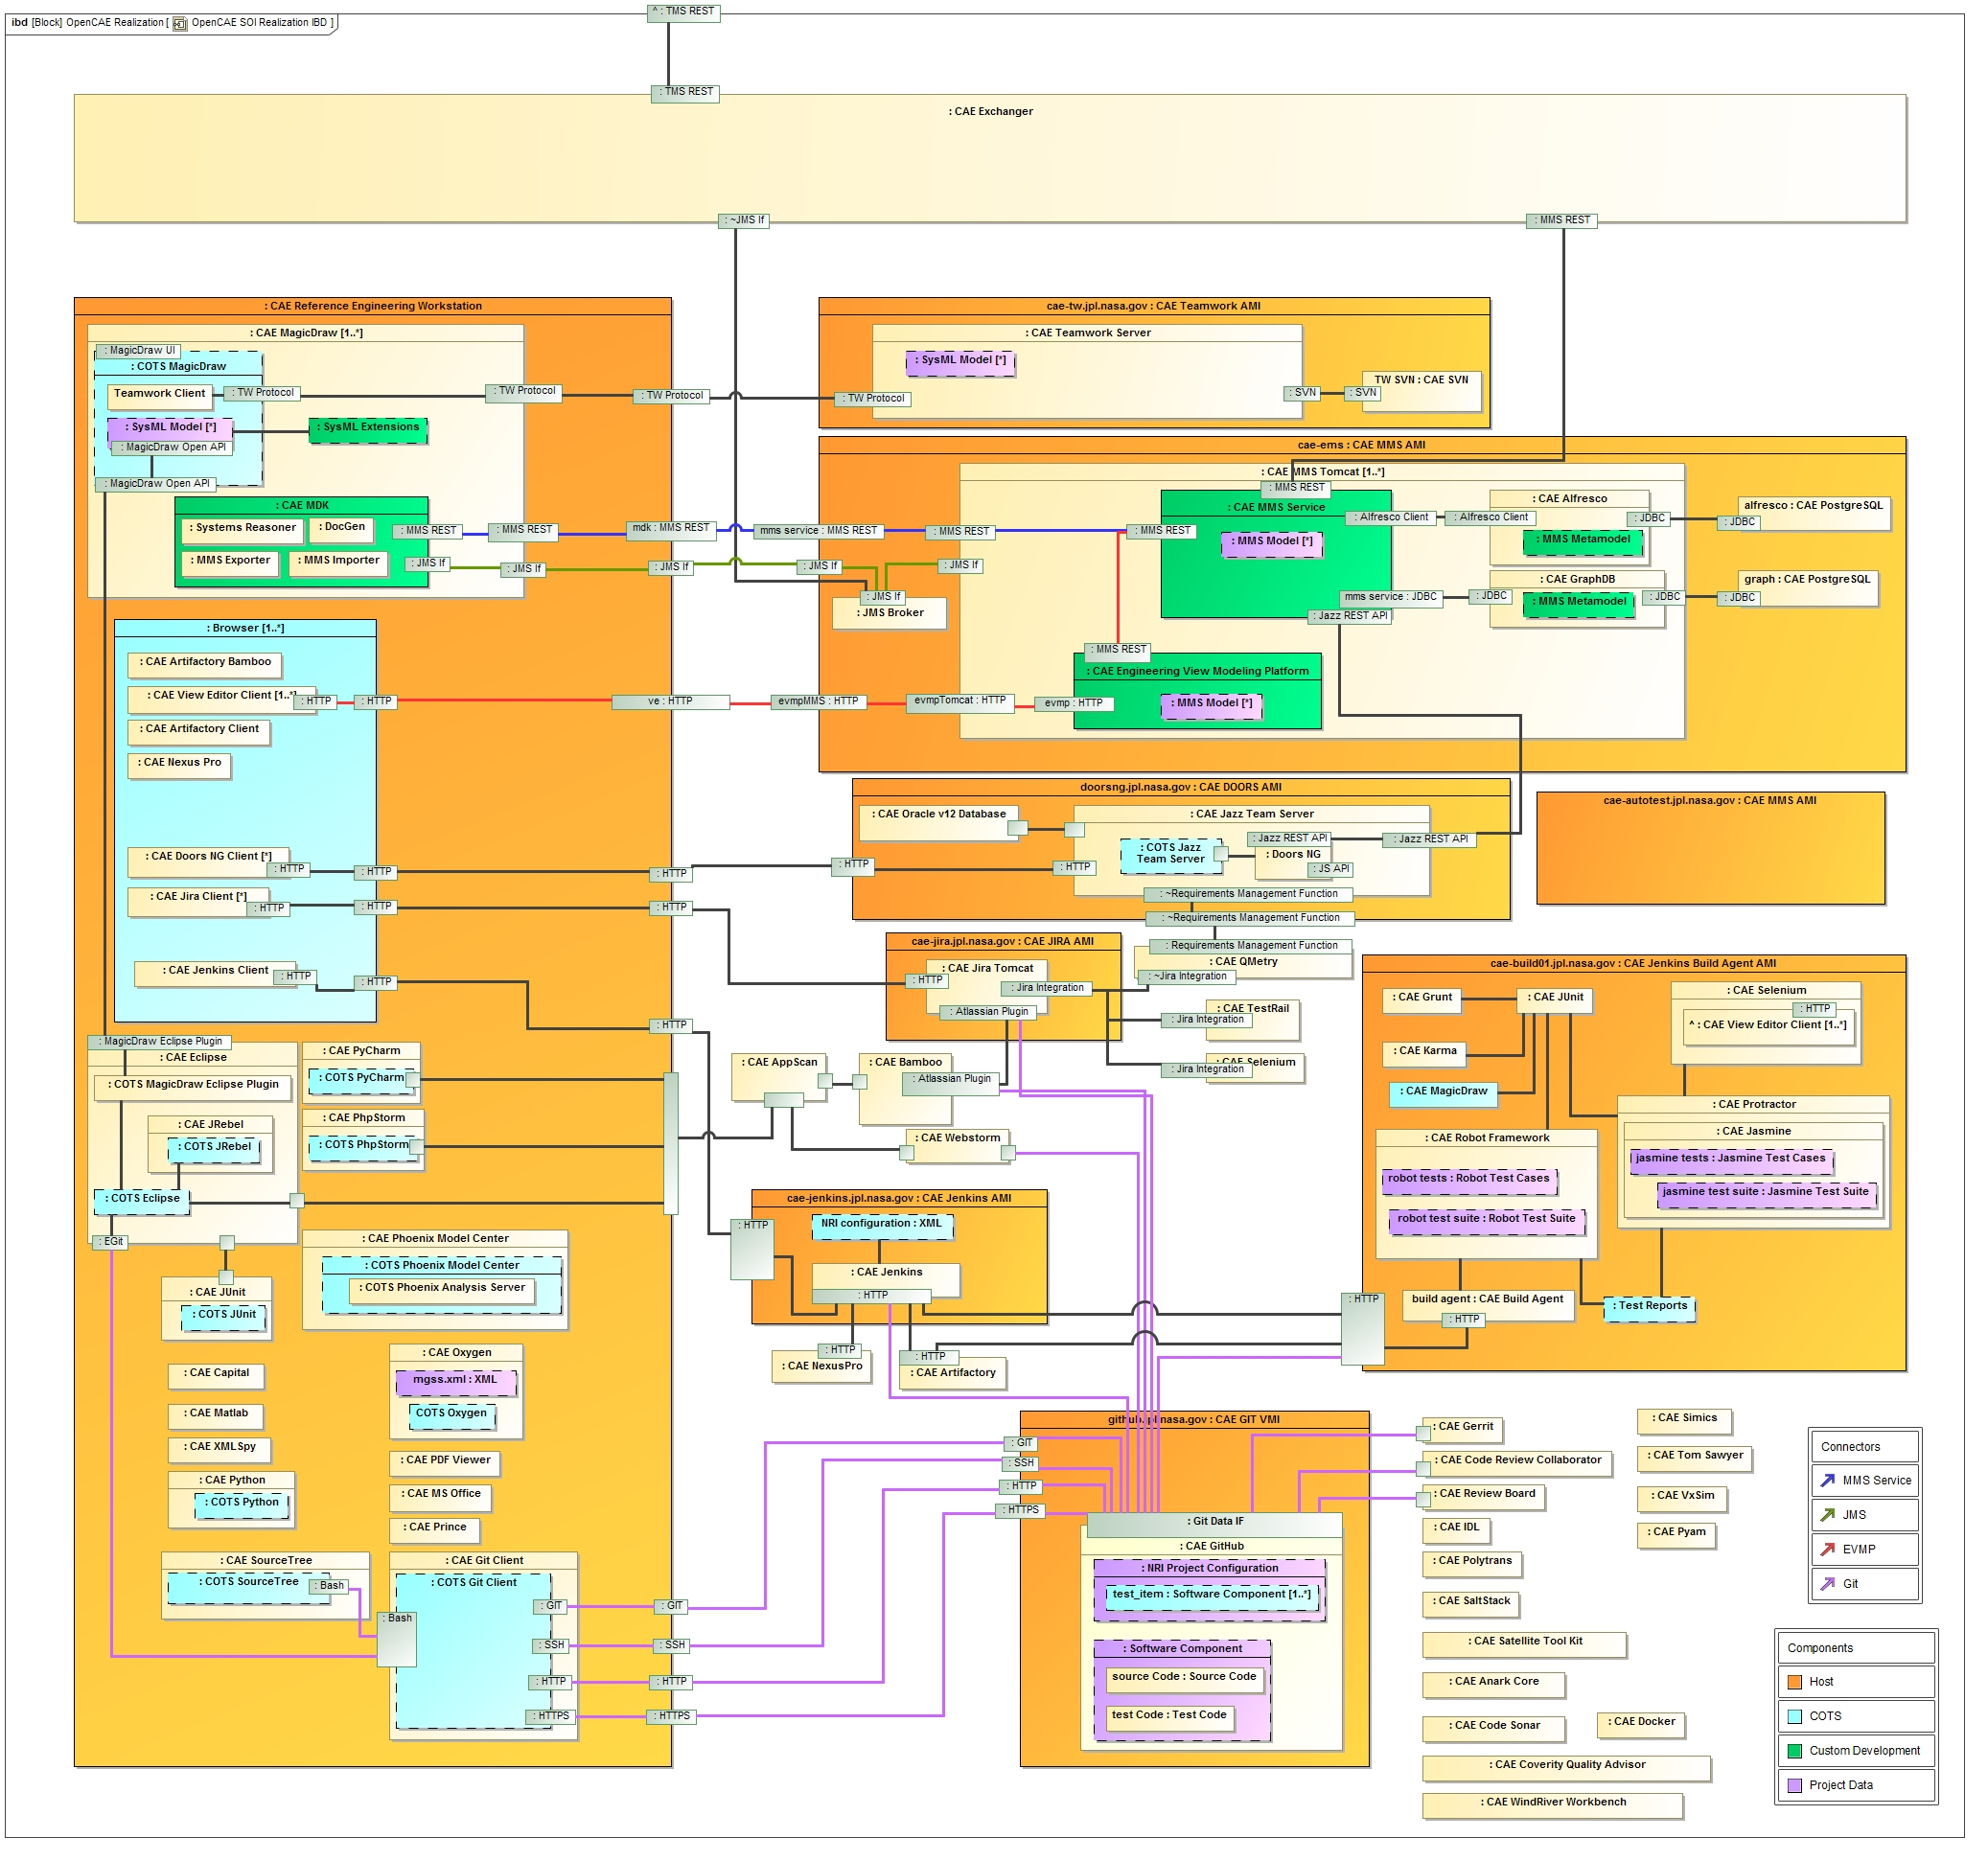 ibd [Block] OpenCAE Realization [ OpenCAE SOI Realization IBD ]
^ : TMS REST
: TMS REST
: CAE Exchanger
: ~JMS If
: MMS REST
: CAE Reference Engineering Workstation
: CAE MagicDraw [1..*]
: MagicDraw UI
: COTS MagicDraw
Teamwork Client
: TW Protocol
: TW Protocol
: TW Protocol
: SysML Model [*]
: SysML Extensions
: MagicDraw Open API
: MagicDraw Open API
: CAE MDK
: Systems Reasoner
: DocGen
: MMS Exporter
: MMS Importer
: MMS REST
: MMS REST
mdk : MMS REST
: JMS If
: JMS If
: JMS If
cae-tw.jpl.nasa.gov : CAE Teamwork AMI
: CAE Teamwork Server
: SysML Model [*]
: TW Protocol
: SVN
: SVN
TW SVN : CAE SVN
cae-ems : CAE MMS AMI
: CAE MMS Tomcat [1..*]
: MMS REST
: CAE MMS Service
mms service : MMS REST
: MMS REST
: MMS REST
: MMS Model [*]
: Alfresco Client
: Alfresco Client
: CAE Alfresco
: MMS Metamodel
: JDBC
: JDBC
alfresco : CAE PostgreSQL
: JMS If
: JMS If
: JMS If
: JMS Broker
mms service : JDBC
: JDBC
: CAE GraphDB
: MMS Metamodel
: JDBC
: JDBC
graph : CAE PostgreSQL
: Jazz REST API
: MMS REST
: CAE Engineering View Modeling Platform
: MMS Model [*]
evmpMMS : HTTP
evmpTomcat : HTTP
evmp : HTTP
: Browser [1..*]
: CAE Artifactory Bamboo
: CAE View Editor Client [1..*]
: HTTP
: HTTP
ve : HTTP
: CAE Artifactory Client
: CAE Nexus Pro
: CAE Doors NG Client [*]
: HTTP
: HTTP
: HTTP
: CAE Jira Client [*]
: HTTP
: HTTP
: HTTP
: CAE Jenkins Client
: HTTP
: HTTP
: HTTP
doorsng.jpl.nasa.gov : CAE DOORS AMI
: CAE Oracle v12 Database
: CAE Jazz Team Server
: COTS Jazz
Team Server
: Jazz REST API
: Jazz REST API
: Doors NG
: JS API
: HTTP
: HTTP
: ~Requirements Management Function
: ~Requirements Management Function
: Requirements Management Function
: CAE QMetry
: ~Jira Integration
cae-autotest.jpl.nasa.gov : CAE MMS AMI
cae-jira.jpl.nasa.gov : CAE JIRA AMI
: CAE Jira Tomcat
: HTTP
: Jira Integration
: Atlassian Plugin
: CAE TestRail
: Jira Integration
: CAE Selenium
: Jira Integration
: CAE AppScan
: CAE Bamboo
: Atlassian Plugin
: CAE Webstorm
cae-build01.jpl.nasa.gov : CAE Jenkins Build Agent AMI
: CAE Grunt
: CAE JUnit
: CAE Karma
: CAE MagicDraw
: CAE Selenium
: HTTP
^ : CAE View Editor Client [1..*]
: CAE Protractor
: CAE Jasmine
jasmine tests : Jasmine Test Cases
jasmine test suite : Jasmine Test Suite
: CAE Robot Framework
robot tests : Robot Test Cases
robot test suite : Robot Test Suite
build agent : CAE Build Agent
: HTTP
: HTTP
: Test Reports
: MagicDraw Eclipse Plugin
: CAE Eclipse
: COTS MagicDraw Eclipse Plugin
: CAE JRebel
: COTS JRebel
: COTS Eclipse
: EGit
: CAE PyCharm
: COTS PyCharm
: CAE PhpStorm
: COTS PhpStorm
: CAE JUnit
: COTS JUnit
: CAE Phoenix Model Center
: COTS Phoenix Model Center
: COTS Phoenix Analysis Server
cae-jenkins.jpl.nasa.gov : CAE Jenkins AMI
: HTTP
NRI configuration : XML
: CAE Jenkins
: HTTP
: HTTP
: CAE NexusPro
: HTTP
: CAE Artifactory
: CAE Capital
: CAE Matlab
: CAE XMLSpy
: CAE Python
: COTS Python
: CAE Oxygen
mgss.xml : XML
COTS Oxygen
: CAE PDF Viewer
: CAE MS Office
: CAE Prince
: CAE SourceTree
: COTS SourceTree
: Bash
: Bash
: CAE Git Client
: COTS Git Client
: GIT
: GIT
: SSH
: SSH
: HTTP
: HTTP
: HTTPS
: HTTPS
github.jpl.nasa.gov : CAE GIT VMI
: GIT
: SSH
: HTTP
: HTTPS
: Git Data IF
: CAE GitHub
: NRI Project Configuration
test_item : Software Component [1..*]
: Software Component
source Code : Source Code
test Code : Test Code
: CAE Gerrit
: CAE Code Review Collaborator
: CAE Review Board
: CAE IDL
: CAE Polytrans
: CAE SaltStack
: CAE Satellite Tool Kit
: CAE Anark Core
: CAE Code Sonar
: CAE Docker
: CAE Coverity Quality Advisor
: CAE WindRiver Workbench
: CAE Simics
: CAE Tom Sawyer
: CAE VxSim
: CAE Pyam
Connectors
MMS Service
JMS
EVMP
Git
Components
Host
COTS
Custom Development
Project Data